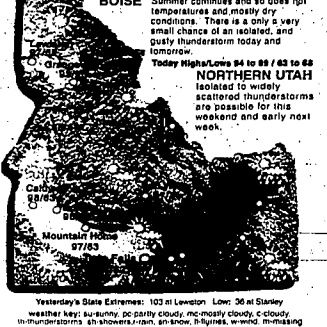 BOISE
Summer continues and so does hot
temperatures and mostly dry
conditions. There is a only a very
small chance of an isolated, and
gusty thunderstorm today and
tomorrow.
Today Highs/Lows 94 to 99 / 63 to 68
NORTHERN UTAH
Isolated to widely
scattered thunderstorms
are possible for this
weekend and early next
week.
98/63
Mountain Home
97/63
Yesterday's State Extremes: 103 at Lewiston Low: 36 at Stanley
weather key: su-sunny, pc-partly cloudy, mc-mostly cloudy, c-cloudy,
th-thunderstorms sh-showers, r-rain, sn-snow, fl-flurries, w-wind, m-missing